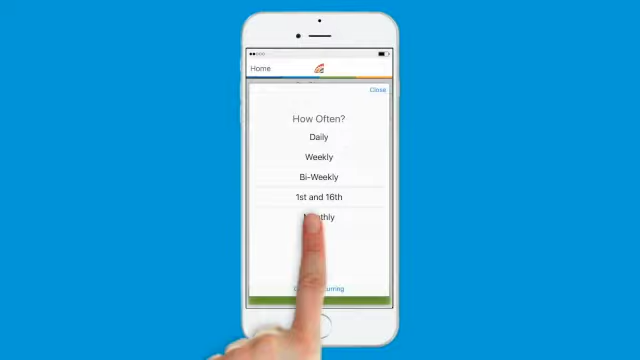 Home
Close
How Often?
Daily
Weekly
Bi-Weekly
1st and 16th